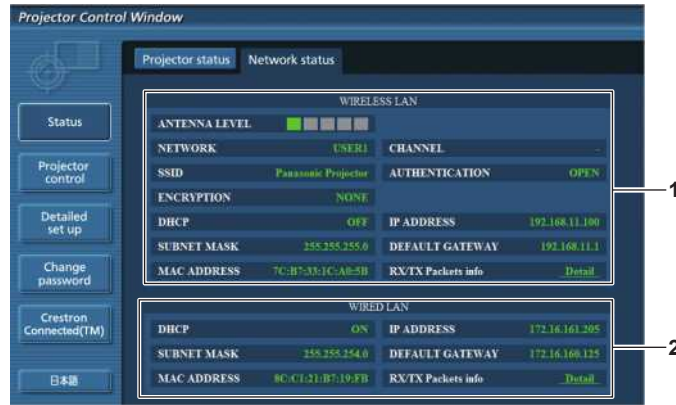 Projector Control Window
Projector status Network status
Status
Projector control
Detailed set up
Change password
Crestron Connected(TM)
日本語
WIRELESS LAN
ANTENNA LEVEL
NETWORK USER1 CHANNEL -
SSID Panasonic Projector AUTHENTICATION OPEN
ENCRYPTION NONE
DHCP OFF IP ADDRESS 192.168.11.100
SUBNET MASK 255.255.255.0 DEFAULT GATEWAY 192.168.11.1
MAC ADDRESS 7C:B7:33:1C:A0:5B RX/TX Packets info Detail
1
WIRED LAN
DHCP ON IP ADDRESS 172.16.161.205
SUBNET MASK 255.255.254.0 DEFAULT GATEWAY 172.16.160.125
MAC ADDRESS 8C:C1:21:B7:19:FB RX/TX Packets info Detail
2